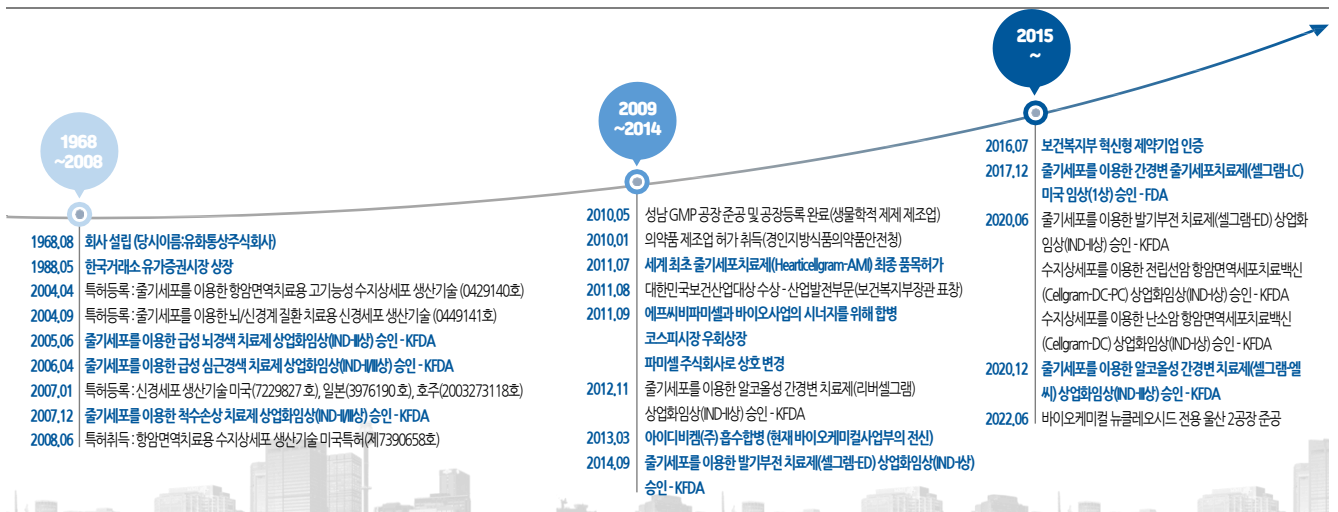 1968
~2008
1968.08 회사 설립 (당시이름:유화통상주식회사)
1988.05 한국거래소 유가증권시장 상장
2004.04 특허등록 : 줄기세포를 이용한 항암면역치료용 고기능성 수지상세포 생산기술 (0429140호)
2004.09 특허등록 : 줄기세포를 이용한 뇌/신경계 질환 치료용 신경세포 생산기술 (0449141호)
2005.06 줄기세포를 이용한 급성 뇌경색 치료제 상업화임상(IND-Ⅲ상) 승인 - KFDA
2006.04 줄기세포를 이용한 급성 심근경색 치료제 상업화임상(IND-Ⅱ/Ⅲ상) 승인 - KFDA
2007.01 특허등록 : 신경세포 생산기술 미국(7229827 호), 일본(3976190 호), 호주(2003273118호)
2007.12 줄기세포를 이용한 척수손상 치료제 상업화임상(IND-Ⅱ/Ⅲ상) 승인 - KFDA
2008.06 특허취득 : 항암면역치료용 수지상세포 생산기술 미국특허(제7390658호)
2009
~2014
2010.05 성남 GMP 공장 준공 및 공장등록 완료(생물학적 제제 제조업)
2010.01 의약품 제조업 허가 취득(경인지방식품의약품안전청)
2011.07 세계 최초 줄기세포치료제(Hearticellgram-AMI) 최종 품목허가
2011.08 대한민국보건산업대상 수상 - 산업발전부문(보건복지부장관 표창)
2011.09 에프씨비파미셀과 바이오사업의 시너지를 위해 합병
코스피시장 우회상장
파미셀 주식회사로 상호 변경
2012.11 줄기세포를 이용한 알코올성 간경변 치료제(리버셀그램)
상업화임상(IND-Ⅱ상) 승인 - KFDA
2013.03 아이디비켐(주) 흡수합병 (현재 바이오케미컬사업부의 전신)
2014.09 줄기세포를 이용한 발기부전 치료제(셀그렘-ED) 상업화임상(IND-Ⅰ상)
승인 - KFDA
2015
~
2016.07 보건복지부 혁신형 제약기업 인증
2017.12 줄기세포를 이용한 간경변 줄기세포치료제(셀그램-LC)
미국 임상(1상) 승인 - FDA
2020.06 줄기세포를 이용한 발기부전 치료제(셀그램-ED) 상업화
임상(IND-Ⅱ상) 승인 - KFDA
수지상세포를 이용한 전립선암 항암면역세포치료백신
(Cellgram-DC-PC) 상업화임상(IND-Ⅰ상) 승인 - KFDA
수지상세포를 이용한 난소암 항암면역세포치료백신
(Cellgram-DC) 상업화임상(IND-Ⅰ상) 승인 - KFDA
2020.12 줄기세포를 이용한 알코올성 간경변 치료제(셀그램-엘
씨) 상업화임상(IND-Ⅲ상) 승인 - KFDA
2022.06 바이오케미컬 뉴클레오시드 전용 울산 2공장 준공